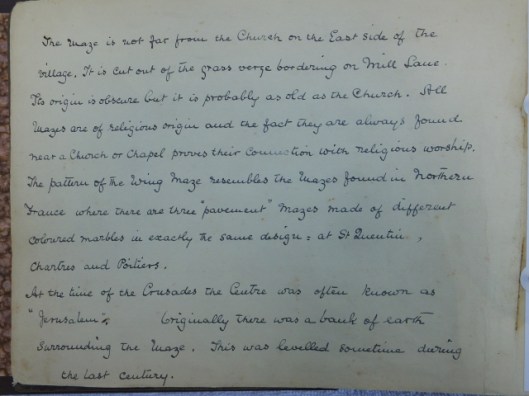 The Maze is not far from the Church on the East side of the
village. It is cut out of the grass verge bordering on Mill Lane.
Its origin is obscure but it is probably as old as the Church. All
Mazes are of religious origin and the fact they are always found
near a Church or Chapel proves their connection with religious worship.
The pattern of the Wing Maze resembles the Mazes found in Northern
France where there are three "pavement" Mazes made of different
coloured marbles in exactly the same design: at St Quentin,
Chartres and Poitiers.
At the time of the Crusades the Centre was often known as
"Jerusalem". Originally there was a bank of earth
surrounding the Maze. This was levelled sometime during
the last century.